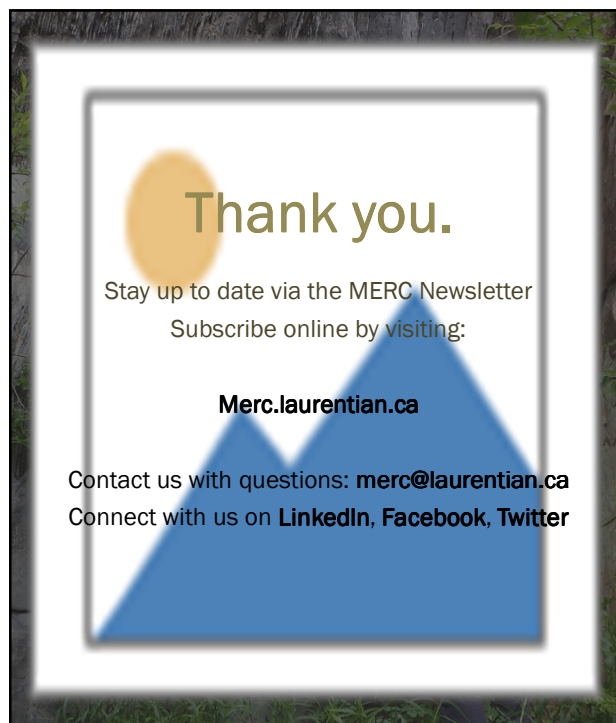 Thank you.
Stay up to date via the MERC Newsletter
Subscribe online by visiting:
Merc.laurentian.ca
Contact us with questions: merc@laurentian.ca
Connect with us on LinkedIn, Facebook, Twitter